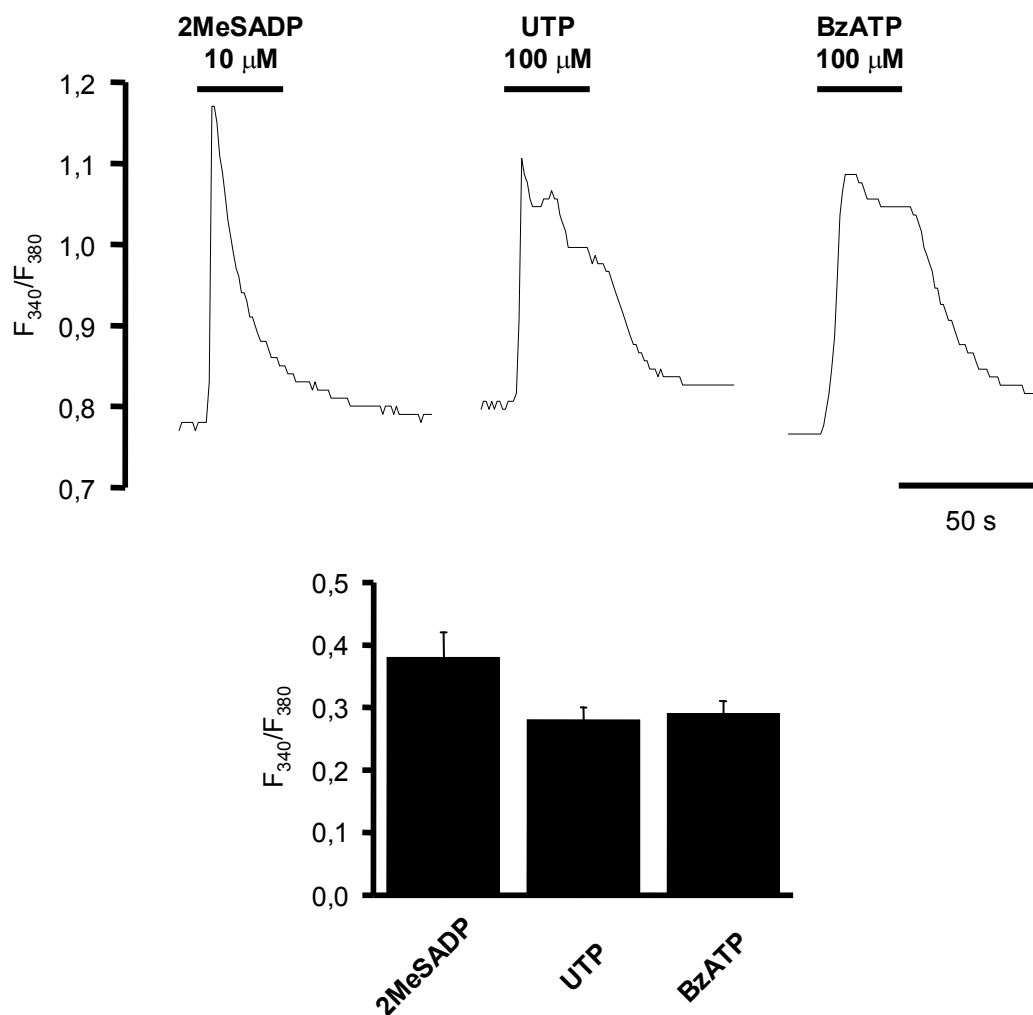 2MeSADP UTP BzATP
10 μM 100 μM 100 μM
1,2
1,1
1,0
0,9
0,8
0,7
F340/F380
50 s
0,5
0,4
0,3
0,2
0,1
0,0
F340/F380
2MeSADP
UTP
BzATP